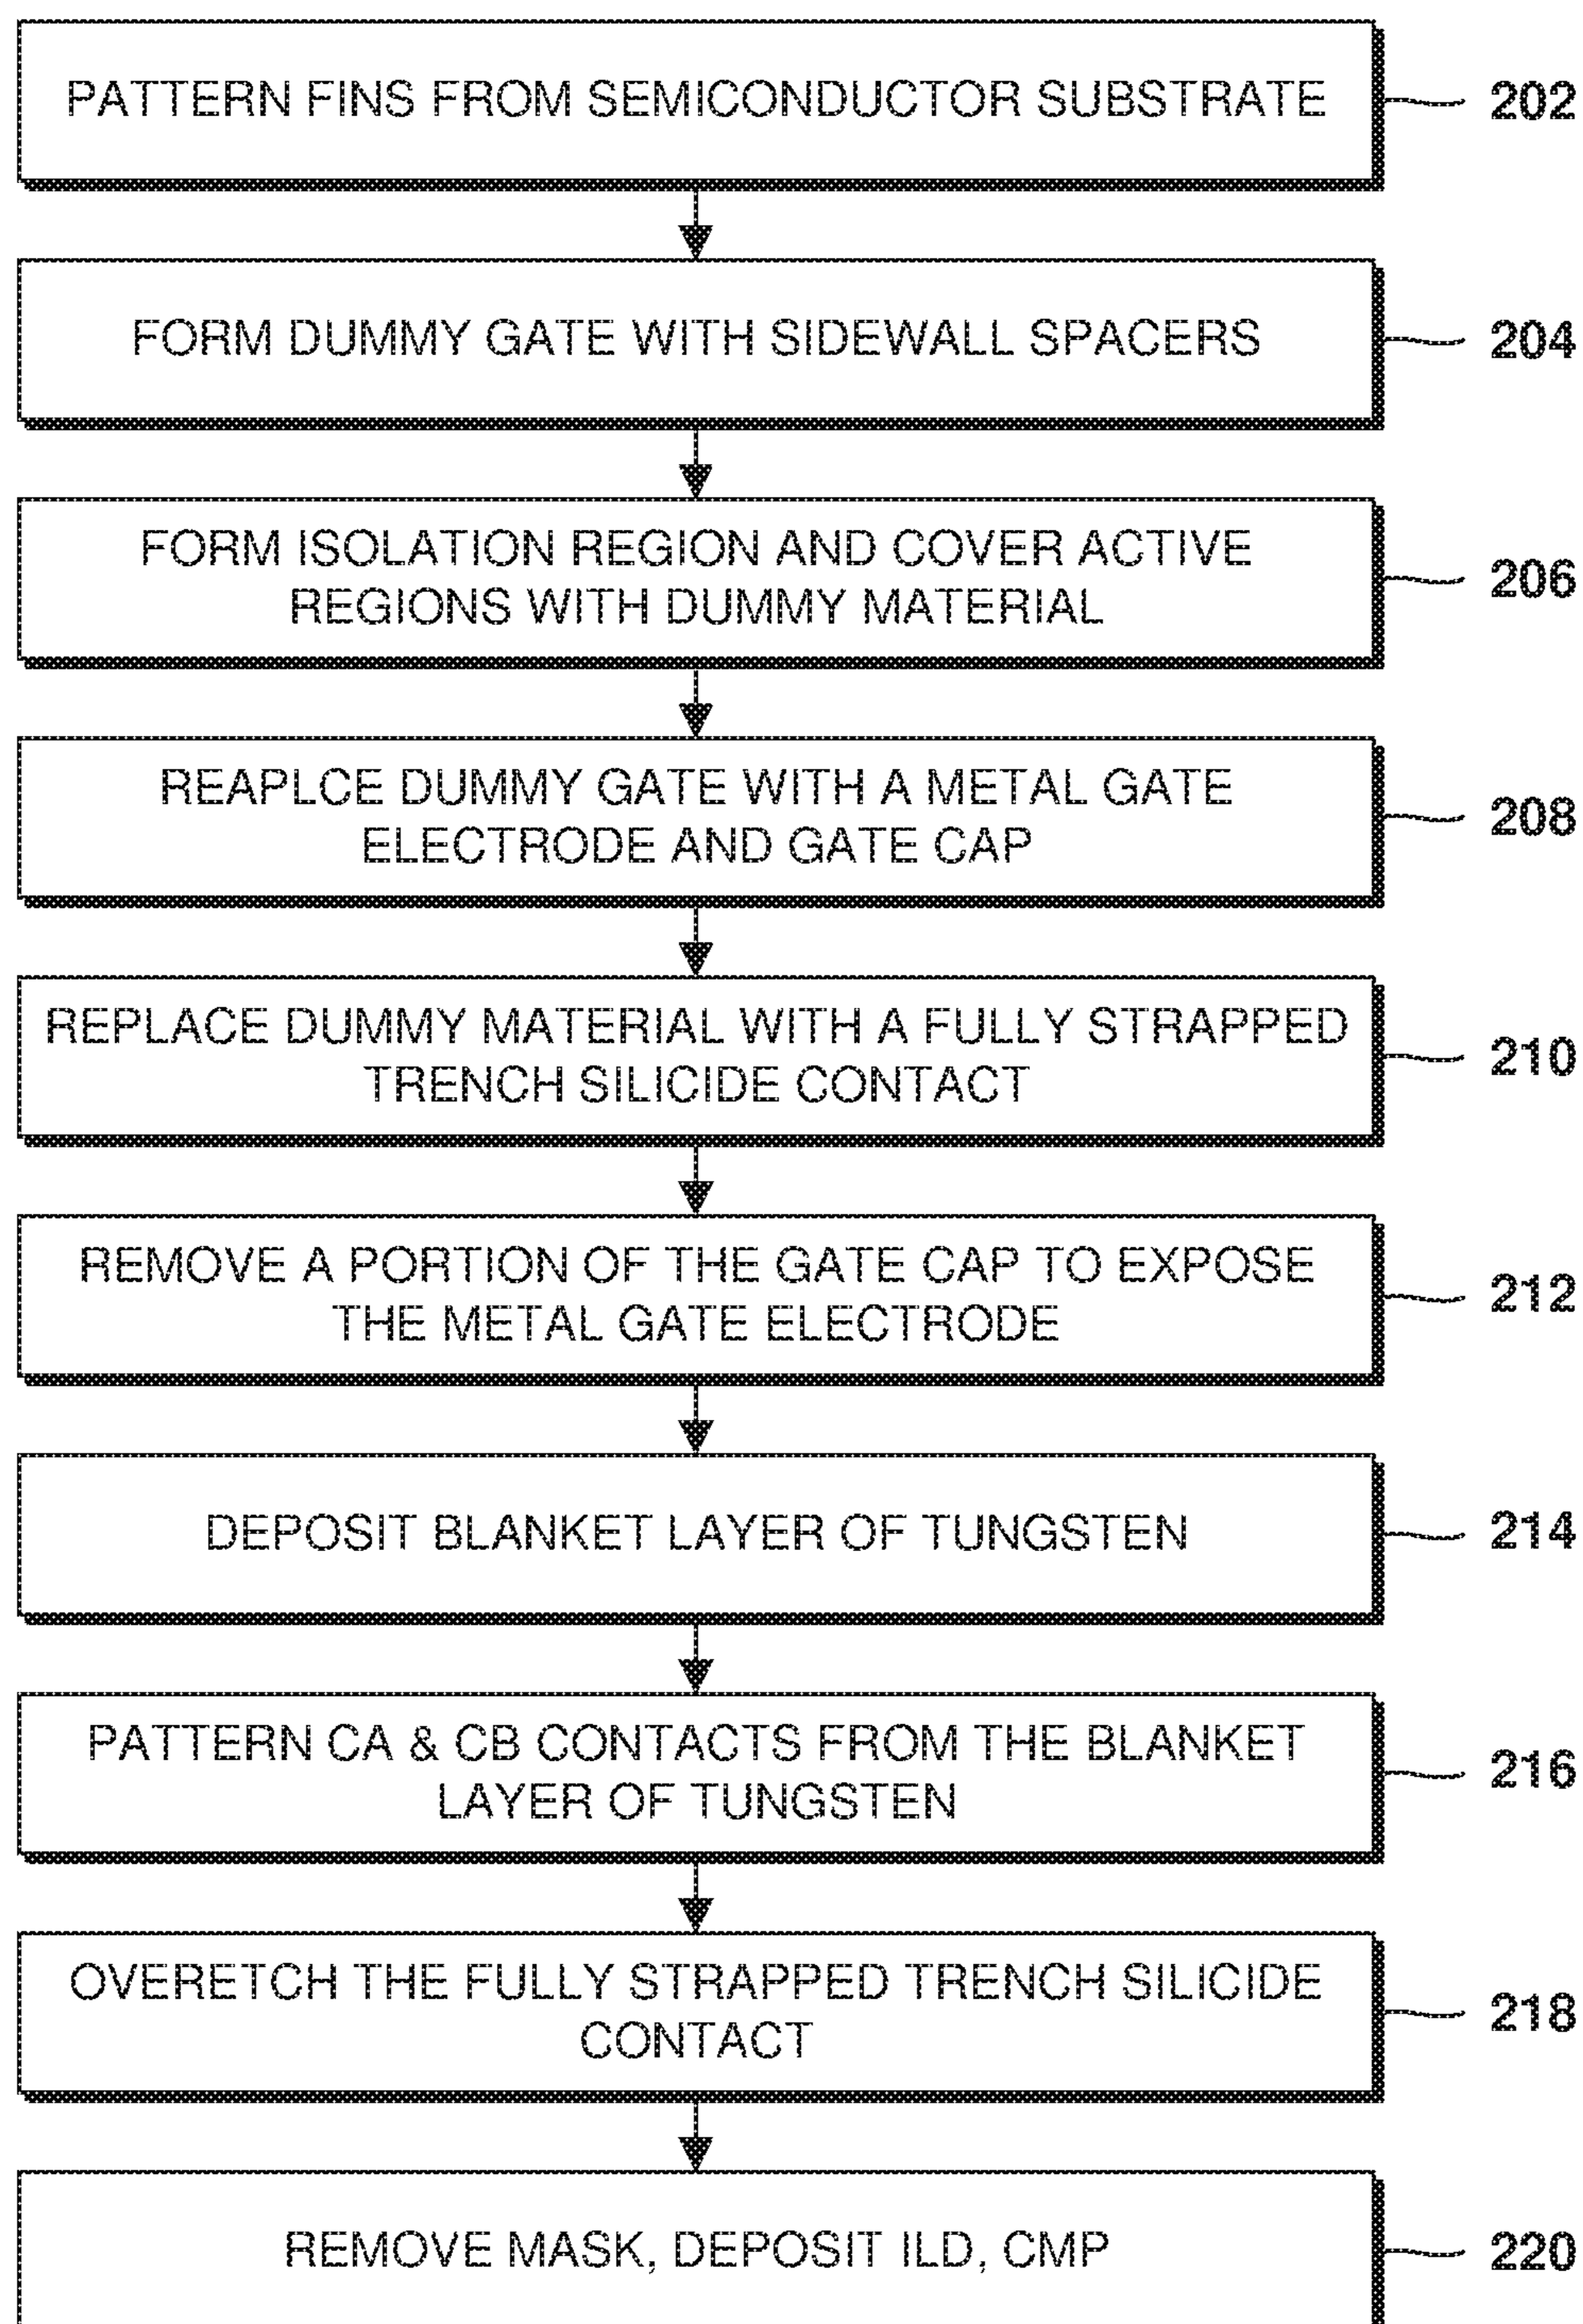 PATTERN FINS FROM SEMICONDUCTOR SUBSTRATE
202
FORM DUMMY GATE WITH SIDEWALL SPACERS
204
FORM ISOLATION REGION AND COVER ACTIVE
REGIONS WITH DUMMY MATERIAL
206
REAPLCE DUMMY GATE WITH A METAL GATE
ELECTRODE AND GATE CAP
208
REPLACE DUMMY MATERIAL WITH A FULLY STRAPPED
TRENCH SILICIDE CONTACT
210
REMOVE A PORTION OF THE GATE CAP TO EXPOSE
THE METAL GATE ELECTRODE
212
DEPOSIT BLANKET LAYER OF TUNGSTEN
214
PATTERN CA & CB CONTACTS FROM THE BLANKET
LAYER OF TUNGSTEN
216
OVERETCH THE FULLY STRAPPED TRENCH SILICIDE
CONTACT
218
REMOVE MASK, DEPOSIT ILD, CMP
220